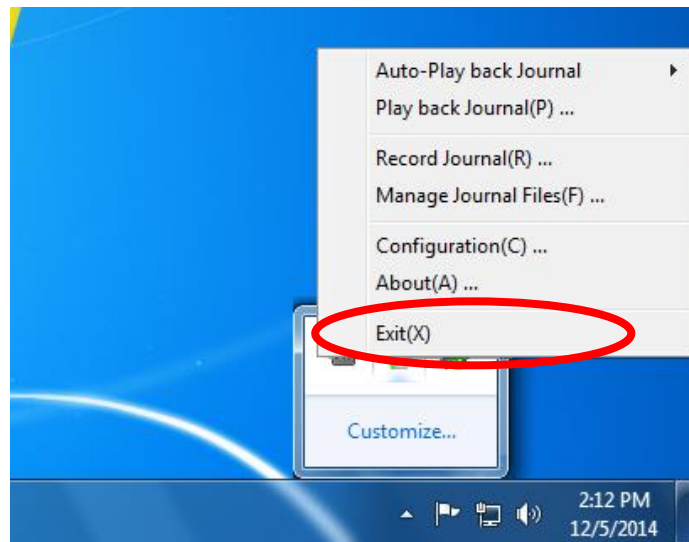 Auto-Play back Journal
Play back Journal(P) ...
Record Journal(R) ...
Manage Journal Files(F) ...
Configuration(C) ...
About(A) ...
Exit(X)
Customize...
2:12 PM
12/5/2014